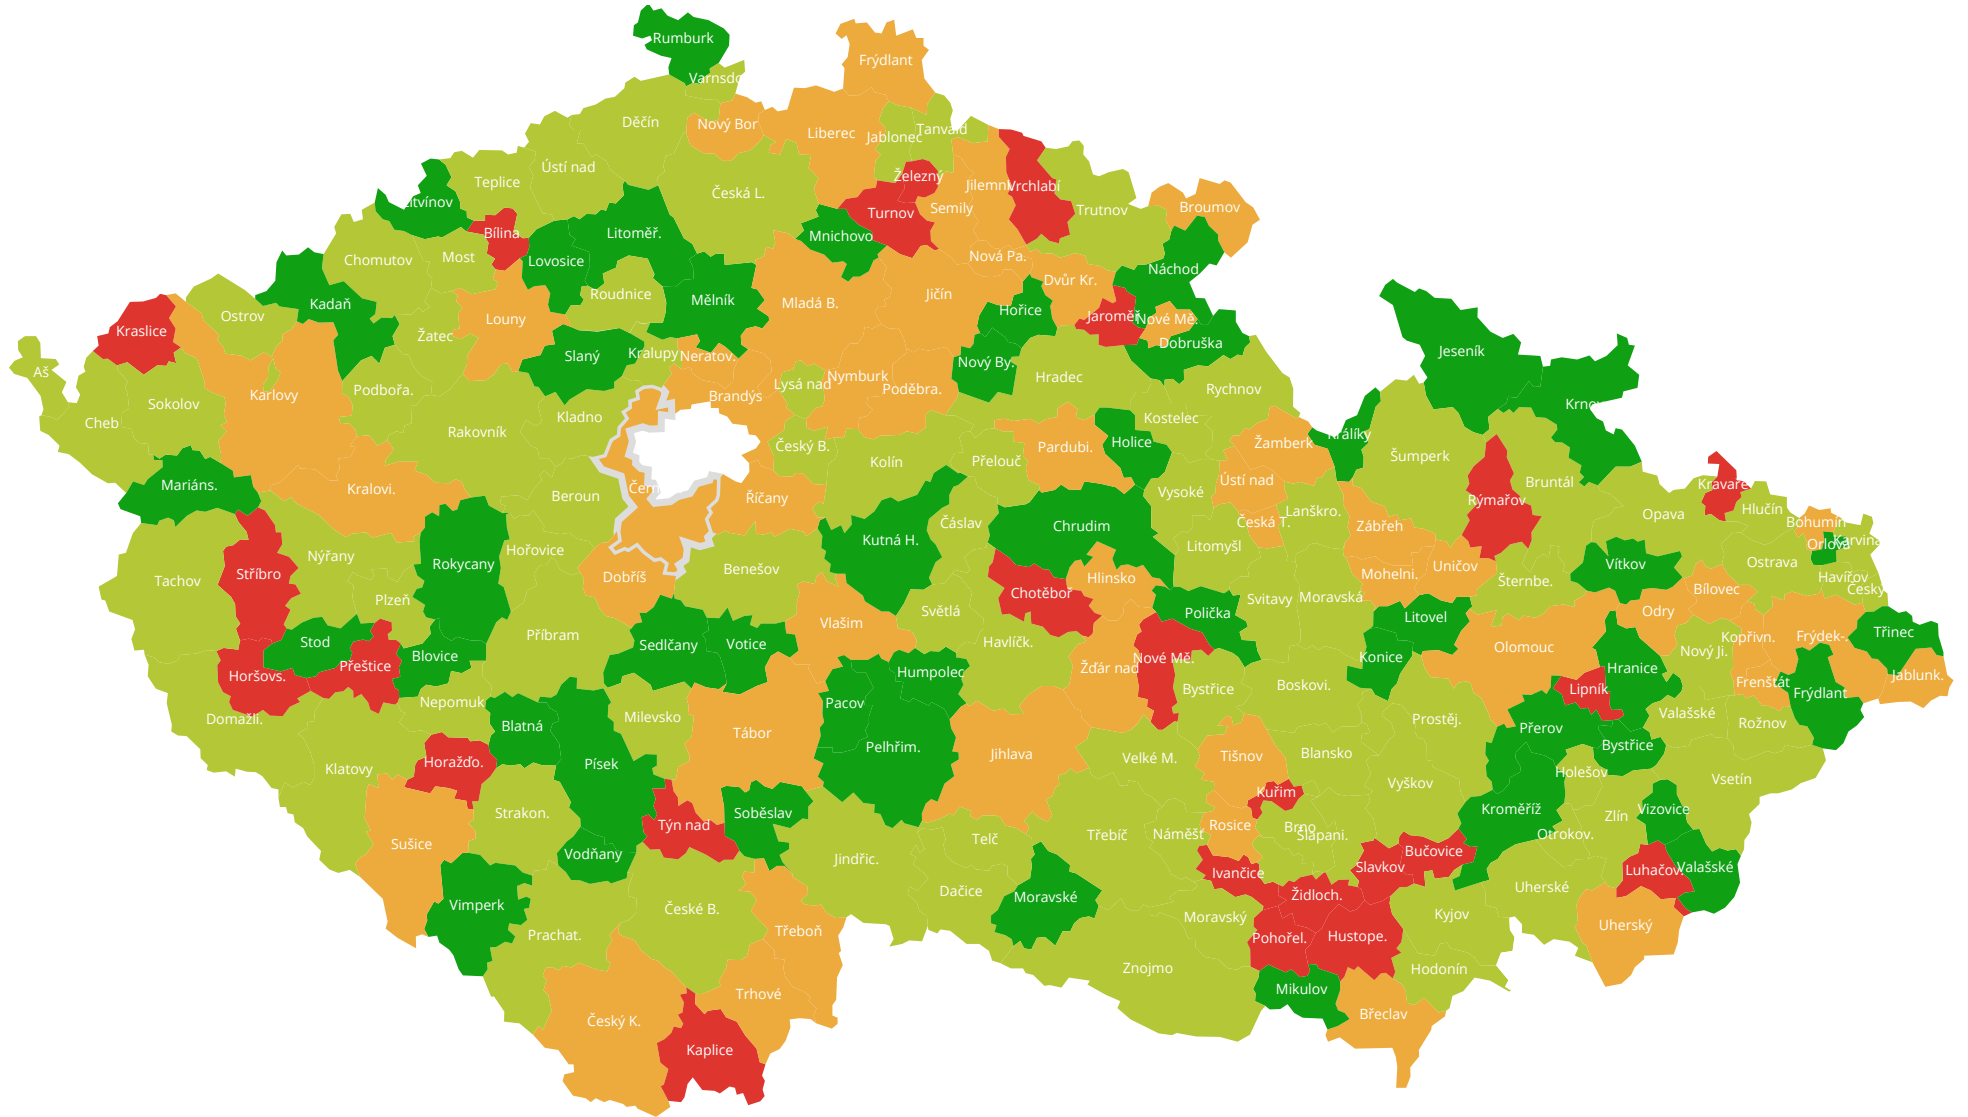 Rumburk
Frýdlant
Varnsdo
Děčín
Nový Bor
Liberec
Jablonec
Tanvald
Ústí nad
Teplice
Česká L.
Železný
Jilemni
Vrchlabí
Litvínov
Turnov
Semily
Trutnov
Broumov
Bílina
Litoměř.
Mnichovo
Chomutov
Most
Lovosice
Nová Pa.
Náchod
Kadaň
Roudnice
Mělník
Mladá B.
Jičín
Dvůr Kr.
Ostrov
Louny
Hořice
Jaroměř
Nové Mě.
Kraslice
Žatec
Slaný
Kralupy
Neratov.
Dobruška
Jeseník
Aš
Nový By.
Podbořa.
Lysá nad
Nymburk
Poděbra.
Hradec
Rychnov
Karlovy
Sokolov
Brandýs
Krnov
Cheb
Rakovník
Kladno
Kostelec
Český B.
Pardubi.
Holice
Žamberk
Králíky
Kolín
Přelouč
Šumperk
Mariáns.
Kralovi.
Beroun
Čern
Říčany
Vysoké
Ústí nad
Bruntál
Kravaře
Rýmařov
Čáslav
Chrudim
Česká T.
Lanškro.
Zábřeh
Opava
Hlučín
Bohumín
Nýřany
Hořovice
Kutná H.
Litomyšl
Orlová
Karviná
Tachov
Stříbro
Rokycany
Dobříš
Benešov
Hlinsko
Mohelni.
Uničov
Šternbe.
Vítkov
Ostrava
Havířov
Český
Plzeň
Chotěboř
Svitavy
Moravská
Bílovec
Vlašim
Světlá
Polička
Litovel
Odry
Stod
Příbram
Sedlčany
Votice
Havlíčk.
Olomouc
Kopřivn.
Frýdek-.
Třinec
Přeštice
Blovice
Humpolec
Žďár nad
Nové Mě.
Konice
Hranice
Nový Ji.
Horšovs.
Bystřice
Boskovi.
Lipník
Frenštát
Frýdlant
Jablunk.
Nepomuk
Pacov
Domažli.
Blatná
Milevsko
Tábor
Prostěj.
Přerov
Valašské
Rožnov
Pelhřim.
Bystřice
Klatovy
Horažďo.
Písek
Jihlava
Velké M.
Tišnov
Blansko
Vyškov
Holešov
Vsetín
Kuřim
Strakon.
Týn nad
Soběslav
Rosice
Brno
Šlapani.
Kroměříž
Otrokov.
Zlín
Vizovice
Sušice
Telč
Třebíč
Náměšť
Vodňany
Jindřic.
Ivančice
Slavkov
Bučovice
Luhačov.
Valašské
Vimperk
České B.
Dačice
Moravské
Židloch.
Uherské
Prachat.
Třeboň
Moravský
Pohořel.
Hustope.
Kyjov
Uherský
Znojmo
Hodonín
Trhové
Mikulov
Český K.
Břeclav
Kaplice